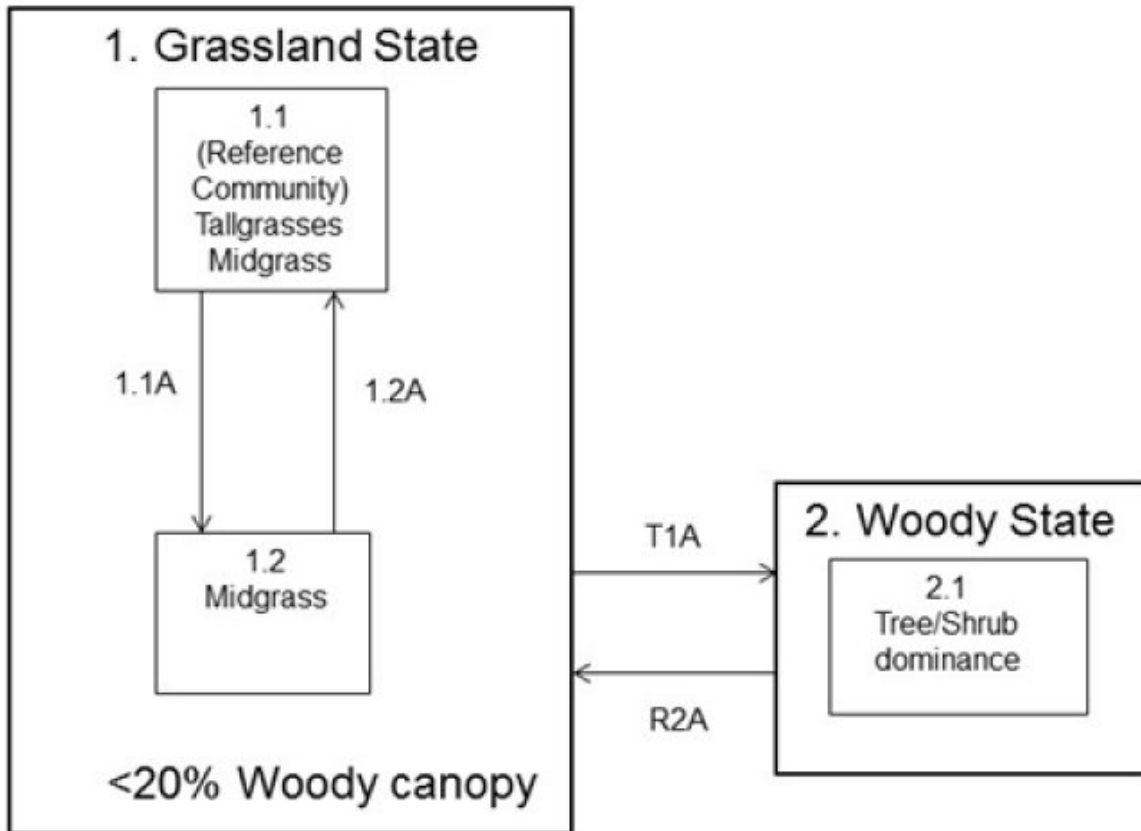 1. Grassland State
1.1
(Reference
Community)
Tallgrasses
Midgrass
1.1A
1.2A
1.2
Midgrass
<20% Woody canopy
T1A
R2A
2. Woody State
2.1
Tree/Shrub
dominance